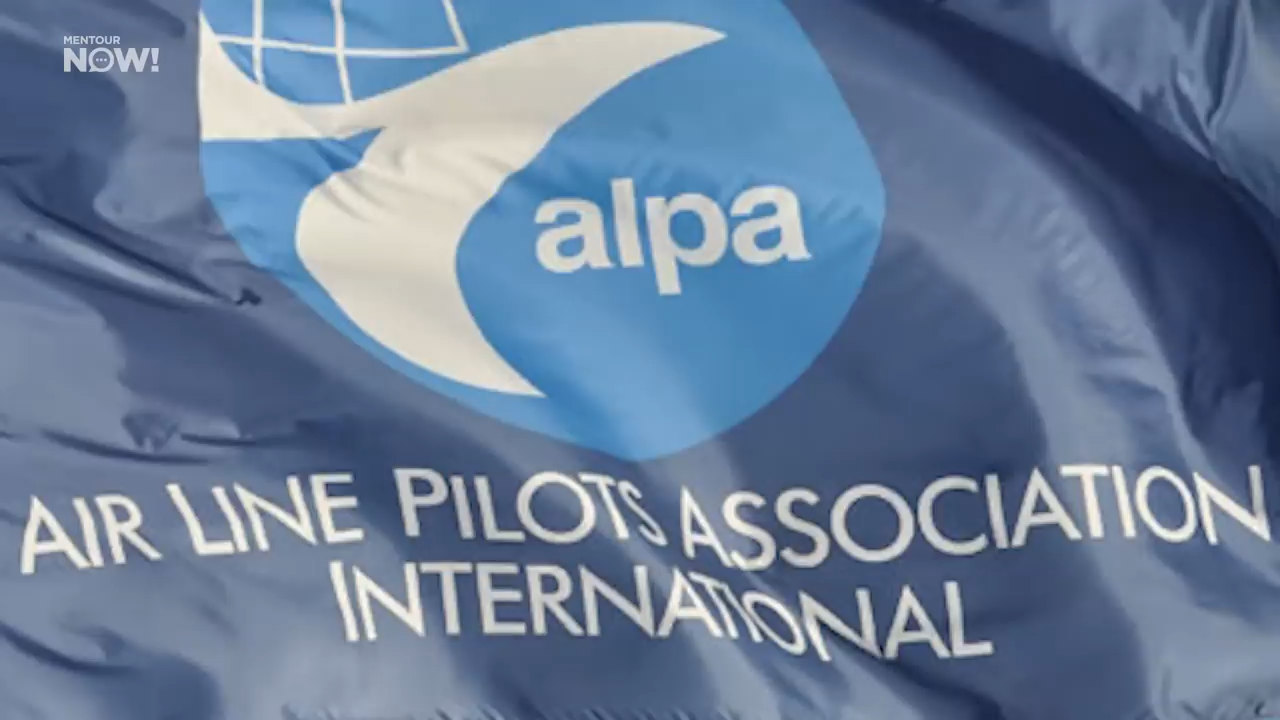 MENTOUR
NOW!
alpa
AIR LINE PILOTS ASSOCIATION
INTERNATIONAL